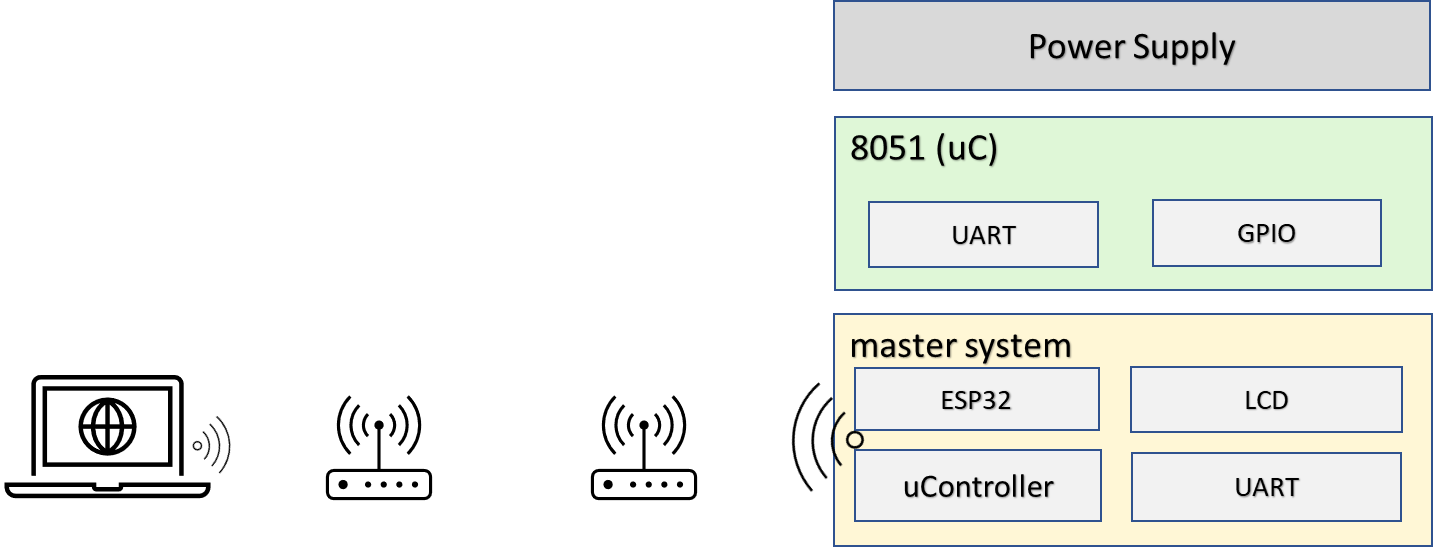 Power Supply
8051 (uC)
UART
GPIO
master system
ESP32
LCD
uController
UART